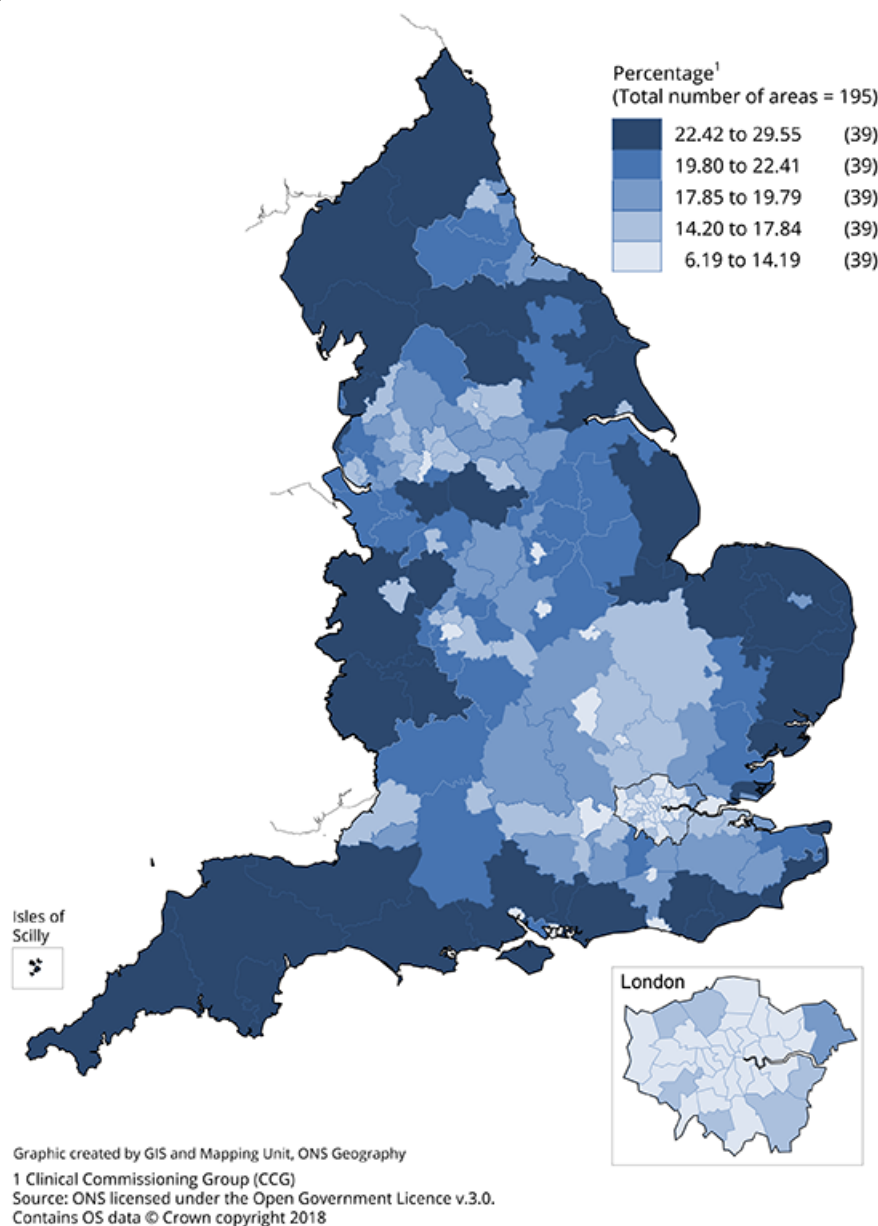 Percentage1
(Total number of areas = 195)
22.42 to 29.55 (39)
19.80 to 22.41 (39)
17.85 to 19.79 (39)
14.20 to 17.84 (39)
6.19 to 14.19 (39)
Isles of
Scilly
London
Graphic created by GIS and Mapping Unit, ONS Geography
1 Clinical Commissioning Group (CCG)
Source: ONS licensed under the Open Government Licence v.3.0.
Contains OS data © Crown copyright 2018